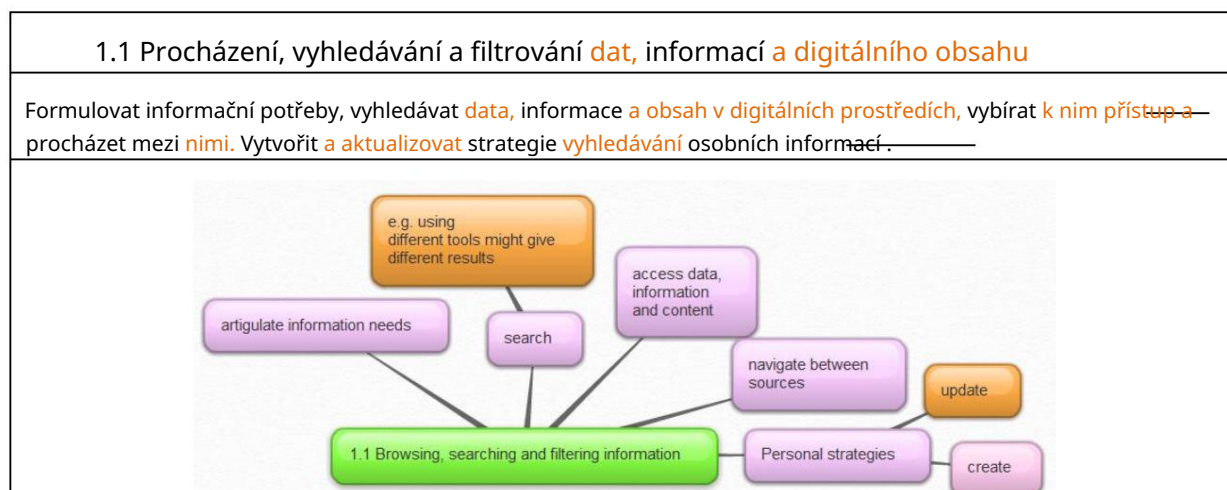 1.1 Procházení, vyhledávání a filtrování dat, informací a digitálního obsahu
Formulovat informační potřeby, vyhledávat data, informace a obsah v digitálních prostředích, vybírat k nim přístup a
procházet mezi nimi. Vytvořit a aktualizovat strategie vyhledávání osobních informací .
e.g. using
different tools might give
different results
access data,
information
and content
artigulate information needs
search
navigate between
sources
update
1.1 Browsing, searching and filtering information
Personal strategies
create